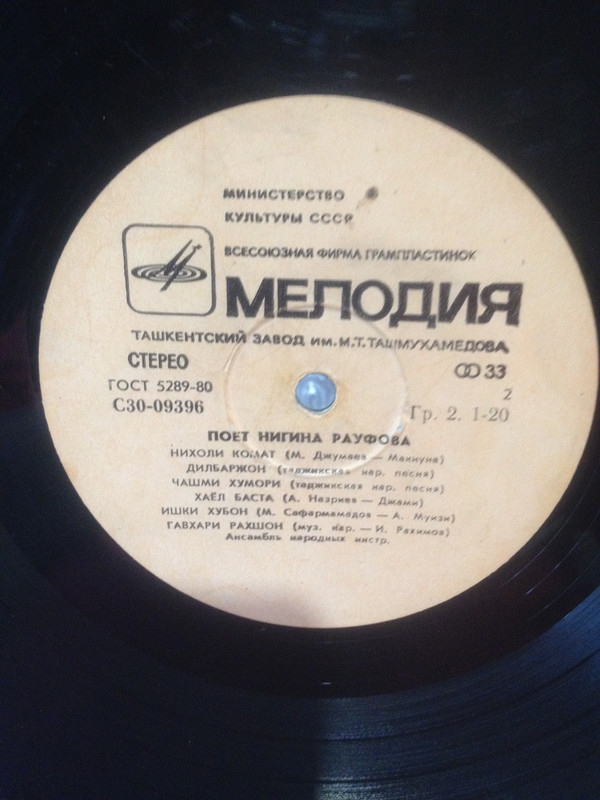 МИНИСТЕРСТВО
КУЛЬТУРЫ СССР
ВСЕСОЮЗНАЯ ФИРМА ГРАМПЛАСТИНОК
МЕЛОДИЯ
ТАШКЕНТСКИЙ ЗАВОД ИМ. М.Т. ТАШМУХАМЕДОВА
СТЕРЕО
33
ГОСТ 5289-80
2
С30-09396
Гр. 2. 1-20
ПОЕТ НИГИНА РАУФОВА
НИХОЛИ КОМАТ (М. Джумаев — Макнуна)
ДИЛБАРЖОН (таджикская нар. песня)
ЧАШМИ ХУМОРИ (таджикская нар. песня)
ХАЁЛ БАСТА (А. Назриев — Джами)
ИШКИ ХУБОН (М. Сафармамадов — А. Муизи)
ГАВХАРИ РАХШОН (муз. нар. — И. Рахимов)
Ансамбль народных инстр.